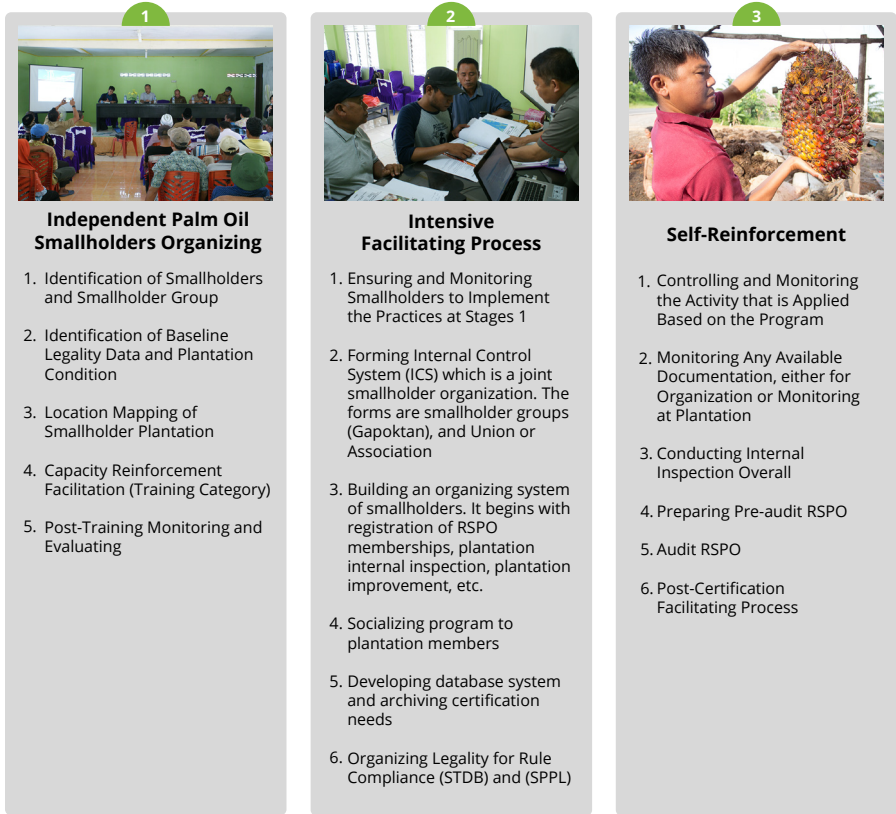 1
Independent Palm Oil
Smallholders Organizing
1. Identification of Smallholders
and Smallholder Group
2. Identification of Baseline
Legality Data and Plantation
Condition
3. Location Mapping of
Smallholder Plantation
4. Capacity Reinforcement
Facilitation (Training Category)
5. Post-Training Monitoring and
Evaluating
2
Intensive
Facilitating Process
1. Ensuring and Monitoring
Smallholders to Implement
the Practices at Stages 1
2. Forming Internal Control
System (ICS) which is a joint
smallholder organization. The
forms are smallholder groups
(Gapoktan), and Union or
Association
3. Building an organizing system
of smallholders. It begins with
registration of RSPO
memberships, plantation
internal inspection, plantation
improvement, etc.
4. Socializing program to
plantation members
5. Developing database system
and archiving certification
needs
6. Organizing Legality for Rule
Compliance (STDB) and (SPPL)
3
Self-Reinforcement
1. Controlling and Monitoring
the Activity that is Applied
Based on the Program
2. Monitoring Any Available
Documentation, either for
Organization or Monitoring
at Plantation
3. Conducting Internal
Inspection Overall
4. Preparing Pre-audit RSPO
5. Audit RSPO
6. Post-Certification
Facilitating Process